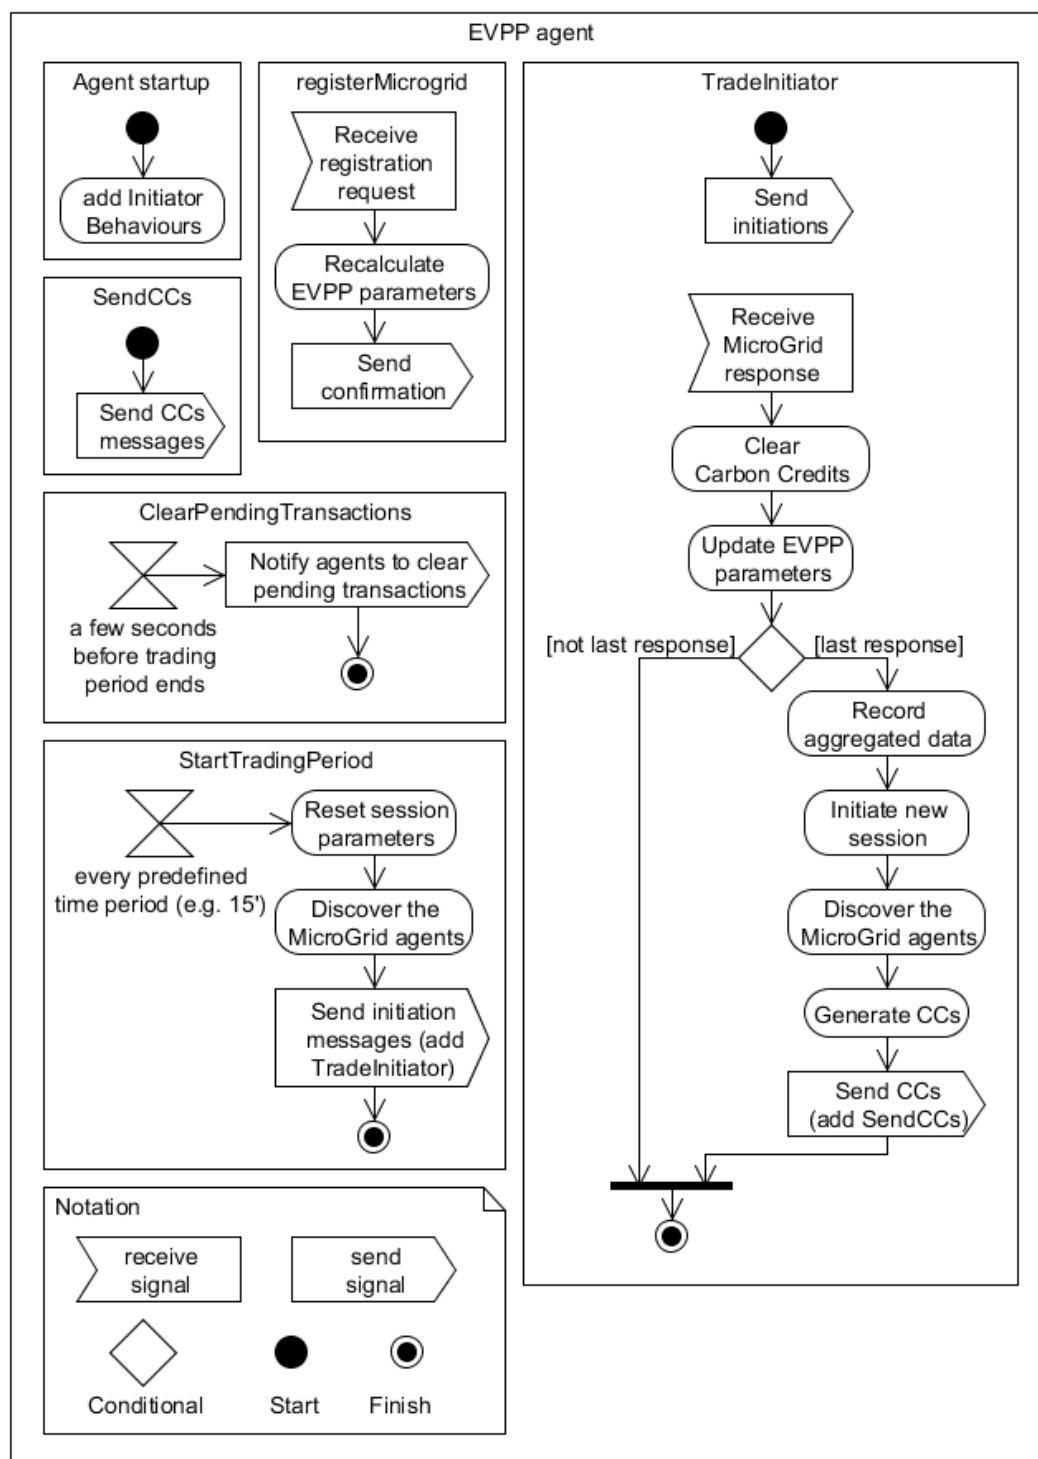 EVPP agent
Agent startup
add Initiator
Behaviours
registerMicrogrid
Receive
registration
request
Recalculate
EVPP parameters
Send
confirmation
SendCCs
Send CCs
messages
ClearPendingTransactions
Notify agents to clear
pending transactions
a few seconds
before trading
period ends
StartTradingPeriod
Reset session
parameters
every predefined
time period (e.g. 15')
Discover the
MicroGrid agents
Send initiation
messages (add
TradeInitiator)
TradeInitiator
Send
initiations
Receive
MicroGrid
response
Clear
Carbon Credits
Update EVPP
parameters
[not last response]
[last response]
Record
aggregated data
Initiate new
session
Discover the
MicroGrid agents
Generate CCs
Send CCs
(add SendCCs)
Notation
receive
signal
send
signal
Conditional
Start
Finish